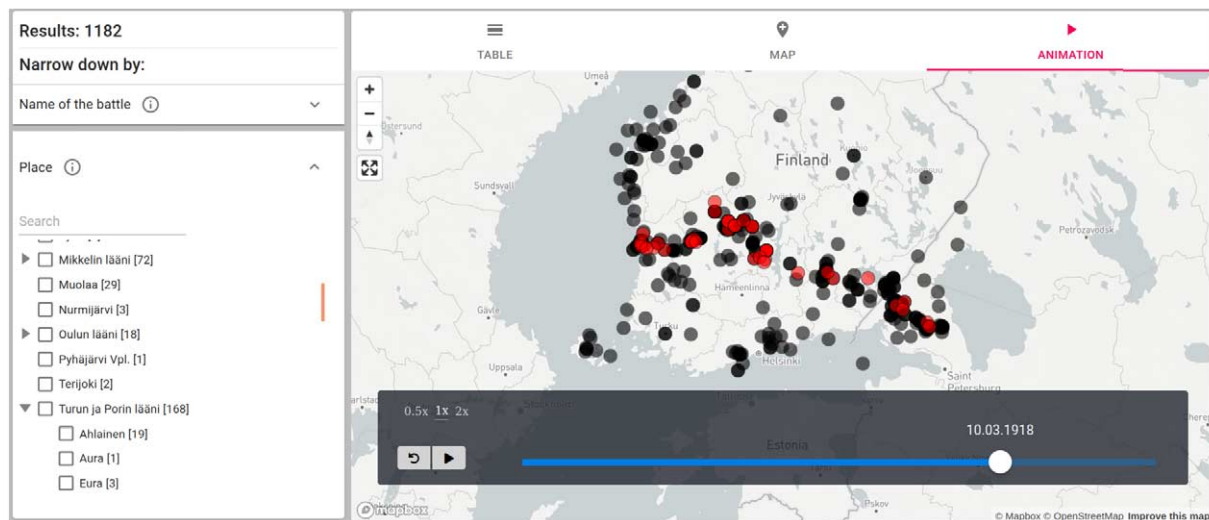 Results: 1182
Narrow down by:
Name of the battle
Place
Search
Mikkelin lääni [72]
Muolaa [29]
Nurmijärvi [3]
Oulun lääni [18]
Pyhäjärvi Vpl. [1]
Terijoki [2]
Turun ja Porin lääni [168]
Ahlainen [19]
Aura [1]
Eura [3]
TABLE
MAP
ANIMATION
Umeå
Östersund
Finland
Sundsvall
Jyväskylä
Petrozavodsk
Hämeenlinna
Gävle
Turku
Helsinki
Uppsala
Saint
Petersburg
Tallinn
0.5x 1x 2x
10.03.1918
Estonia
Tartu
Pskov
mapbox
© Mapbox © OpenStreetMap Improve this map